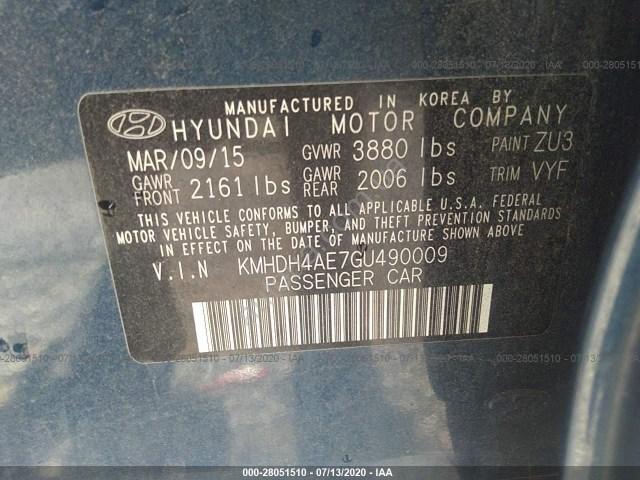 MANUFACTURED IN KOREA BY
HYUNDAI MOTOR COMPANY
MAR/09/15 GVWR 3880 lbs PAINT ZU3
GAWR FRONT 2161 lbs GAWR REAR 2006 lbs TRIM VYF
THIS VEHICLE CONFORMS TO ALL APPLICABLE U.S.A. FEDERAL
MOTOR VEHICLE SAFETY, BUMPER, AND THEFT PREVENTION STANDARDS
IN EFFECT ON THE DATE OF MANUFACTURE SHOWN ABOVE.
V.I.N KMHDH4AE7GU490009
PASSENGER CAR
000-28051510 - 07/13/2020 - IAA